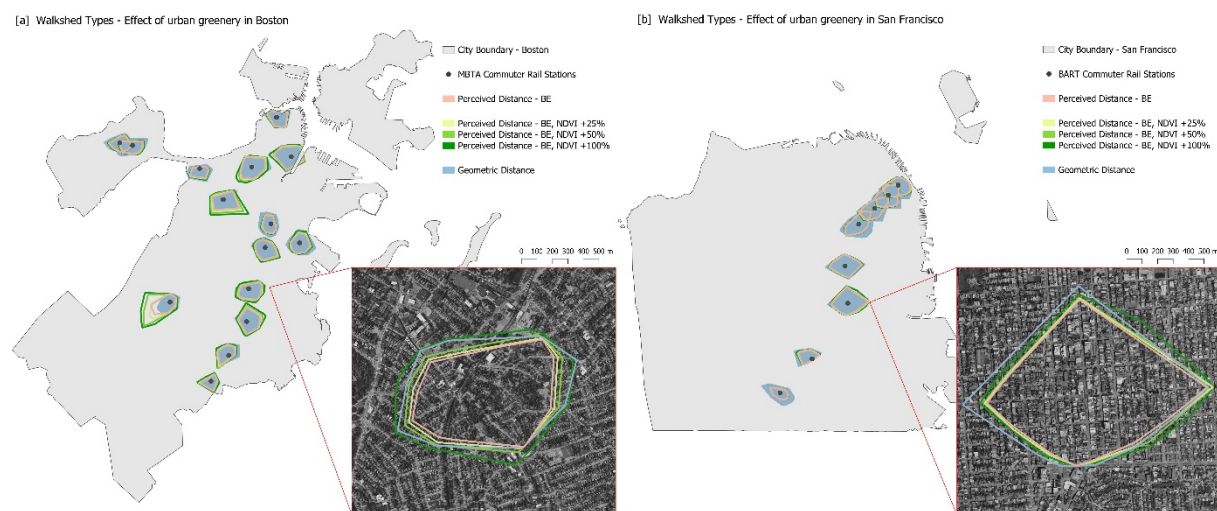 [a] Walkshed Types - Effect of urban greenery in Boston
City Boundary - Boston
MBTA Commuter Rail Stations
Perceived Distance - BE
Perceived Distance - BE, NDVI +25%
Perceived Distance - BE, NDVI +50%
Perceived Distance - BE, NDVI +100%
Geometric Distance
0 100 200 300 400 500 m
[b] Walkshed Types - Effect of urban greenery in San Francisco
City Boundary - San Francisco
BART Commuter Rail Stations
Perceived Distance - BE
Perceived Distance - BE, NDVI +25%
Perceived Distance - BE, NDVI +50%
Perceived Distance - BE, NDVI +100%
Geometric Distance
0 100 200 300 400 500 m